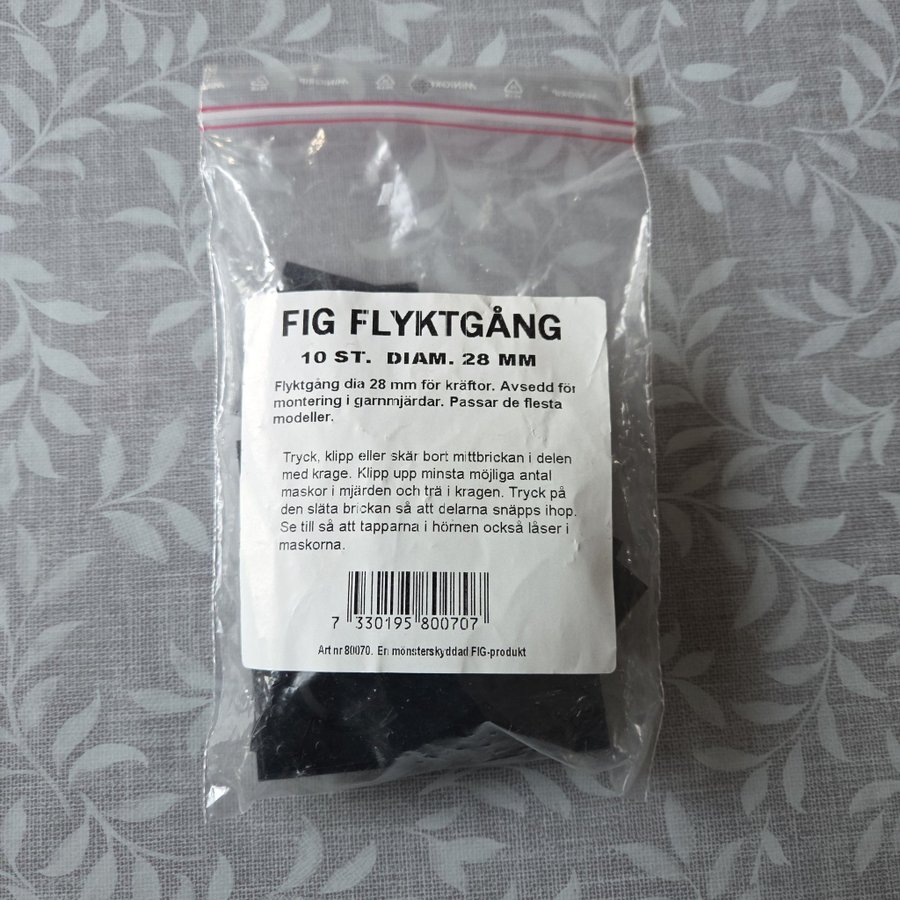 MINIGRIP
FIG FLYKTGÅNG
10 ST. DIAM. 28 MM
Flyktgång dia 28 mm för kräftor. Avsedd för
montering i garnmjärdar. Passar de flesta
modeller.
Tryck, klipp eller skär bort mittbrickan i delen
med krage. Klipp upp minsta möjliga antal
maskor i mjärden och trä i kragen. Tryck på
den släta brickan så att delarna snäpps ihop.
Se till så att tapparna i hörnen också låser i
maskorna.
7 330195 800707
Art nr 80070. En mönsterskyddad FIG-produkt